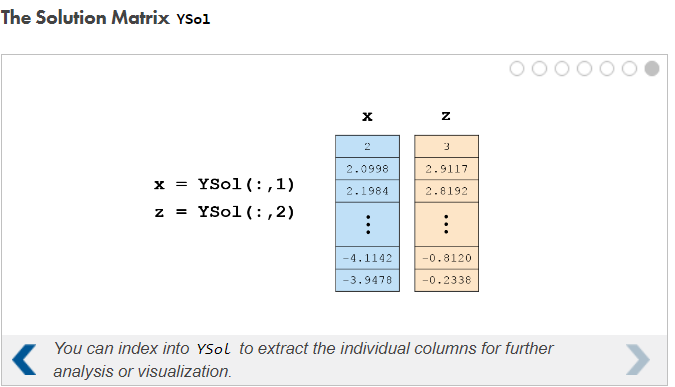 The Solution Matrix YSol
x z
x = YSol(:,1)
z = YSol(:,2)
2 3
2.0998 2.9117
2.1984 2.8192
⋮ ⋮
-4.1142 -0.8120
-3.9478 -0.2338
You can index into YSol to extract the individual columns for further
analysis or visualization.